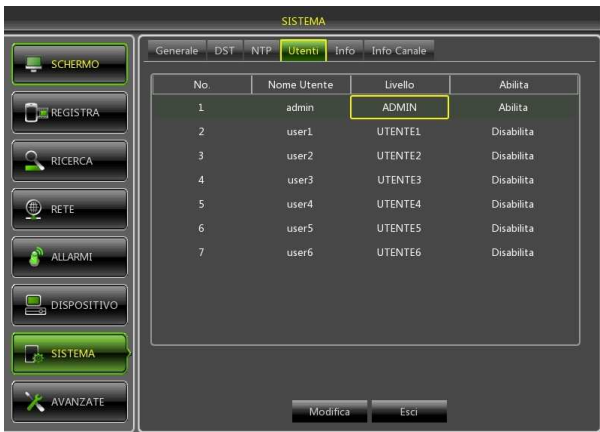 SISTEMA
SCHERMO
REGISTRA
RICERCA
RETE
ALLARMI
DISPOSITIVO
SISTEMA
AVANZATE
Generale DST NTP Utenti Info Info Canale
No. Nome Utente Livello Abilita
1 admin ADMIN Abilita
2 user1 UTENTE1 Disabilita
3 user2 UTENTE2 Disabilita
4 user3 UTENTE3 Disabilita
5 user4 UTENTE4 Disabilita
6 user5 UTENTE5 Disabilita
7 user6 UTENTE6 Disabilita
Modifica Esci